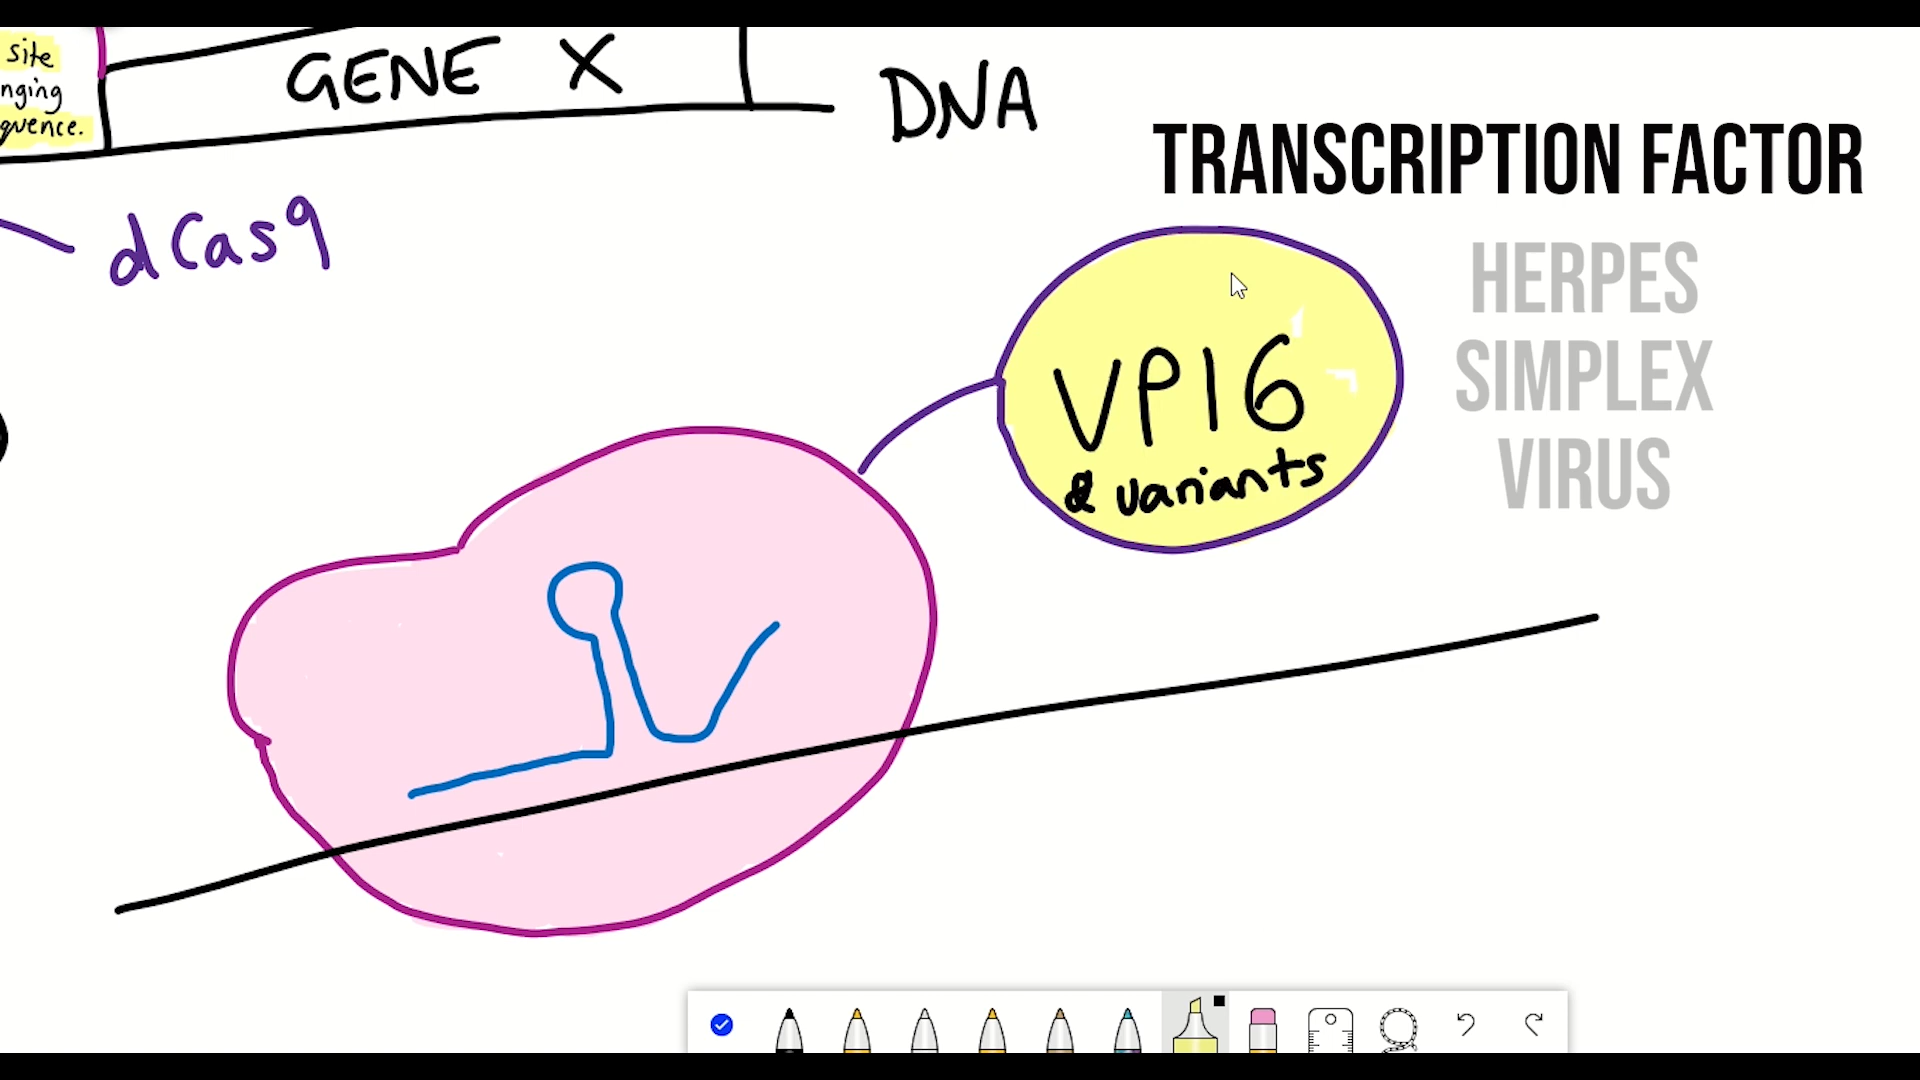 site
nging
quence.
GENE X
DNA
dCas9
TRANSCRIPTION FACTOR
HERPES
SIMPLEX
VIRUS
VP16
& variants